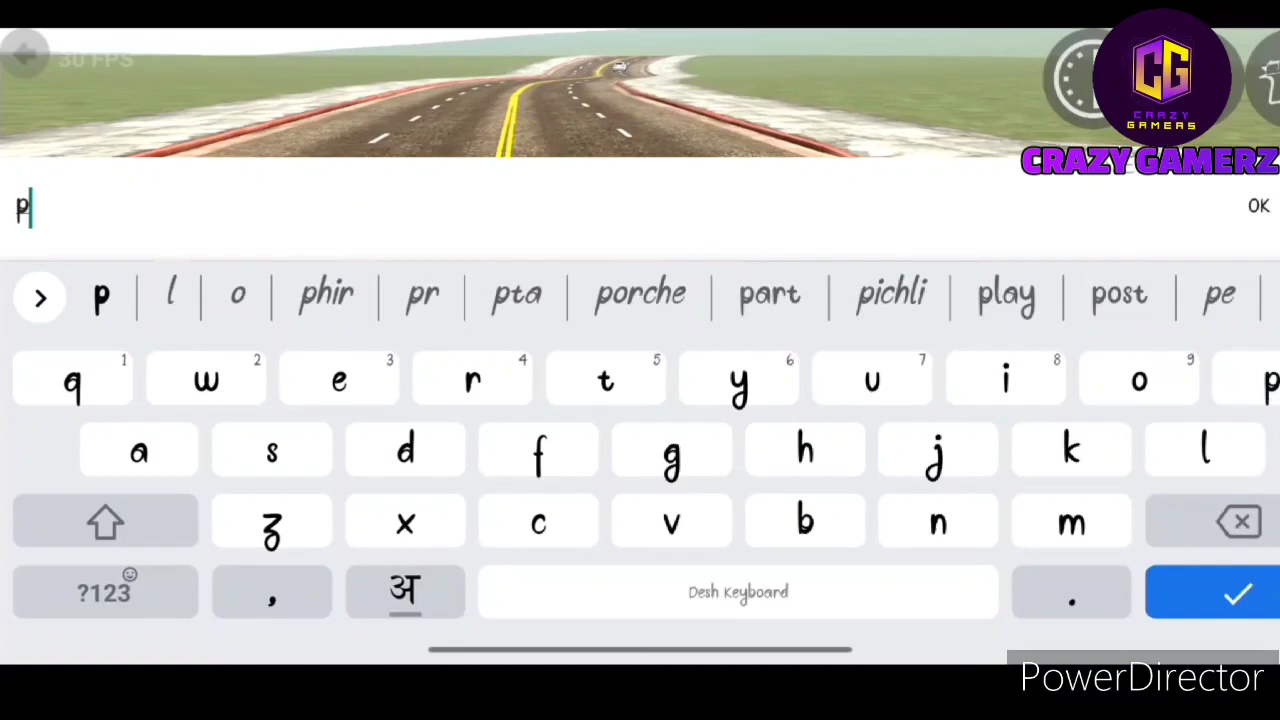 30 FPS
CG
CRAZY
GAMERS
CRAZY GAMERZ
p
OK
p l o phir pr pta porche part pichli play post pe
1 2 3 4 5 6 7 8 9
q w e r t y u i o p
a s d f g h j k l
z x c v b n m
?123 , अ Desh Keyboard .
PowerDirector